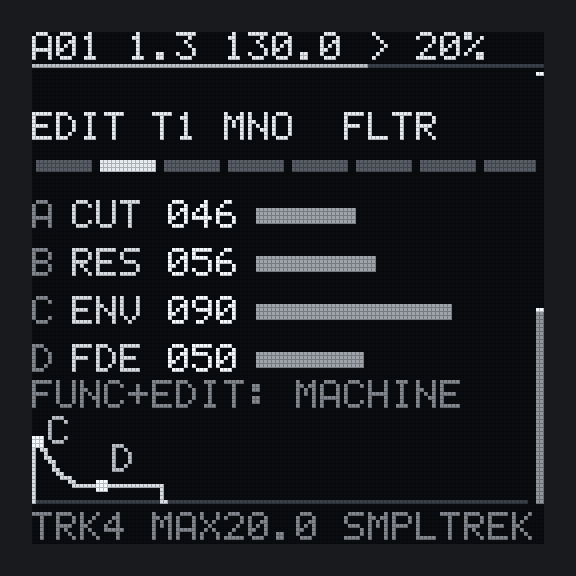 A01 1.3 130.0 > 20%
EDIT T1 MNO FLTR
A CUT 046
B RES 056
C ENV 090
D FDE 050
FUNC+EDIT: MACHINE
C
D
TRK4 MAX20.0 SMPLTREK